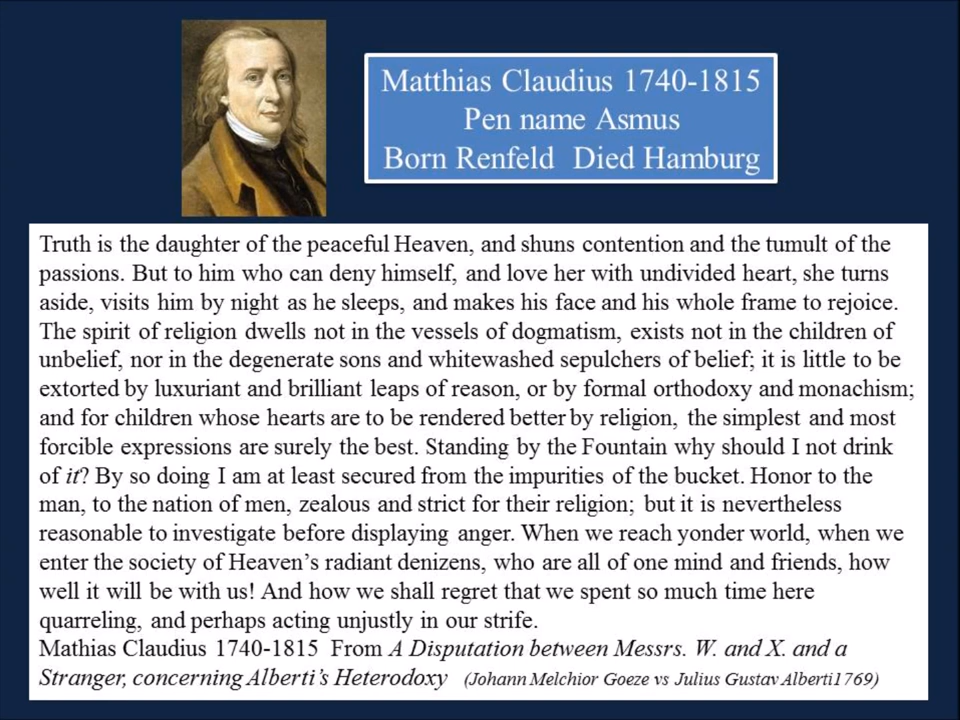 Matthias Claudius 1740-1815
Pen name Asmus
Born Renfeld Died Hamburg
Truth is the daughter of the peaceful Heaven, and shuns contention and the tumult of the
passions. But to him who can deny himself, and love her with undivided heart, she turns
aside, visits him by night as he sleeps, and makes his face and his whole frame to rejoice.
The spirit of religion dwells not in the vessels of dogmatism, exists not in the children of
unbelief, nor in the degenerate sons and whitewashed sepulchers of belief; it is little to be
extorted by luxuriant and brilliant leaps of reason, or by formal orthodoxy and monachism;
and for children whose hearts are to be rendered better by religion, the simplest and most
forcible expressions are surely the best. Standing by the Fountain why should I not drink
of it? By so doing I am at least secured from the impurities of the bucket. Honor to the
man, to the nation of men, zealous and strict for their religion; but it is nevertheless
reasonable to investigate before displaying anger. When we reach yonder world, when we
enter the society of Heaven's radiant denizens, who are all of one mind and friends, how
well it will be with us! And how we shall regret that we spent so much time here
quarreling, and perhaps acting unjustly in our strife.
Mathias Claudius 1740-1815 From A Disputation between Messrs. W. and X. and a
Stranger, concerning Alberti's Heterodoxy (Johann Melchior Goeze vs Julius Gustav Alberti1769)